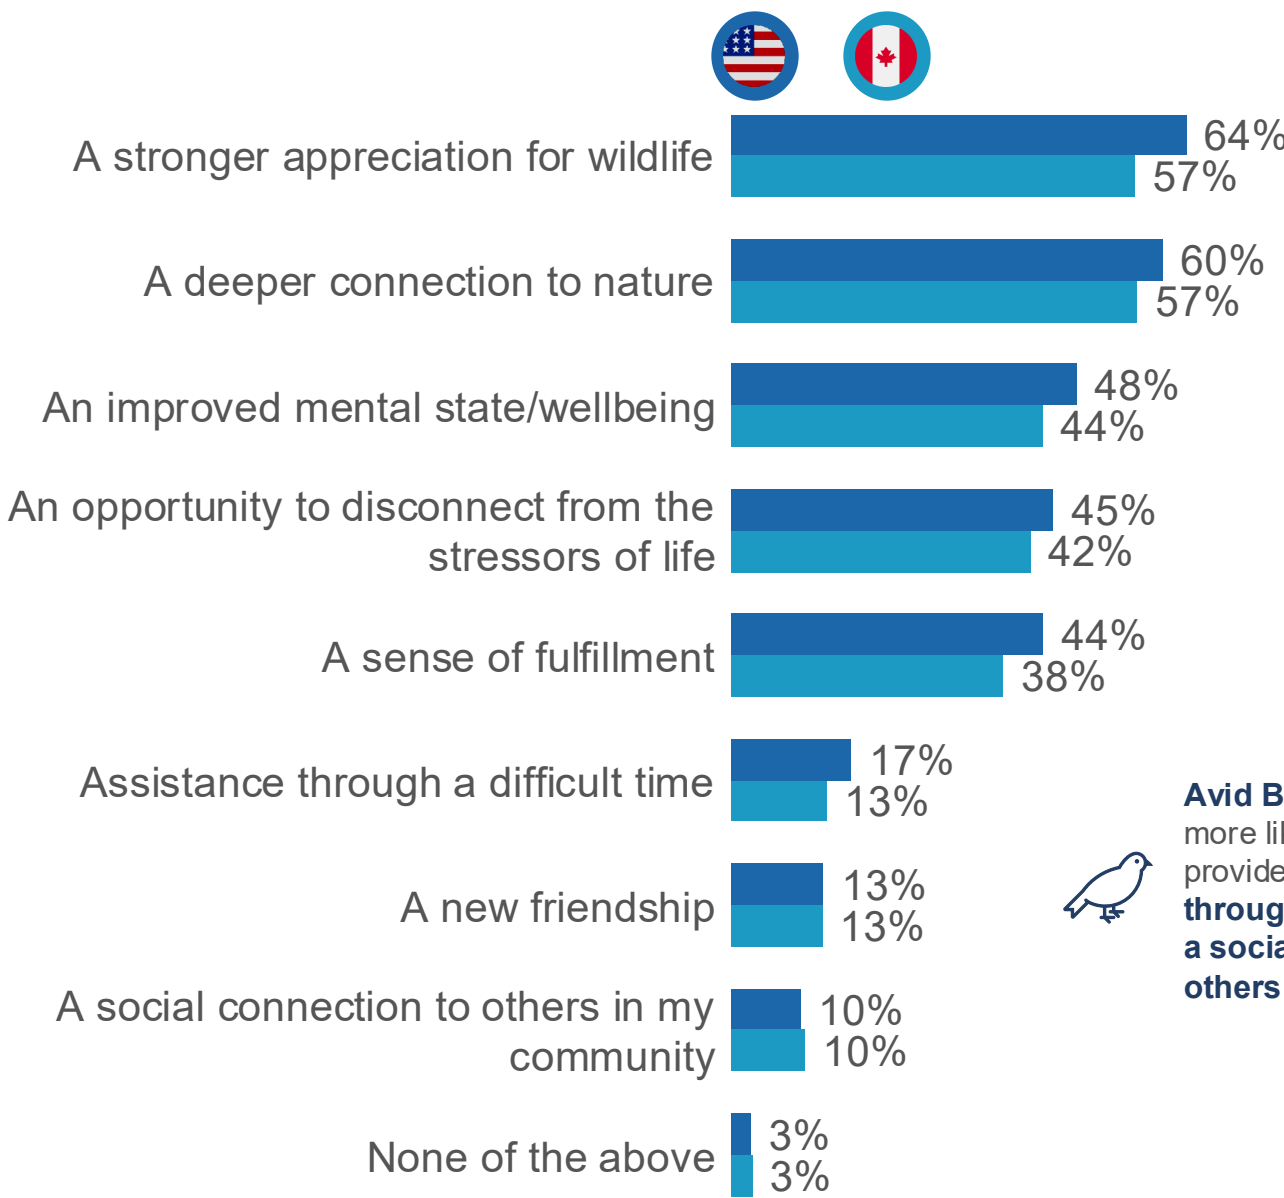 A stronger appreciation for wildlife
64%
57%
A deeper connection to nature
60%
57%
An improved mental state/wellbeing
48%
44%
An opportunity to disconnect from the
stressors of life
45%
42%
A sense of fulfillment
44%
38%
Assistance through a difficult time
17%
13%
A new friendship
13%
13%
A social connection to others in my
community
10%
10%
None of the above
3%
3%
Avid
more
provide
a
others